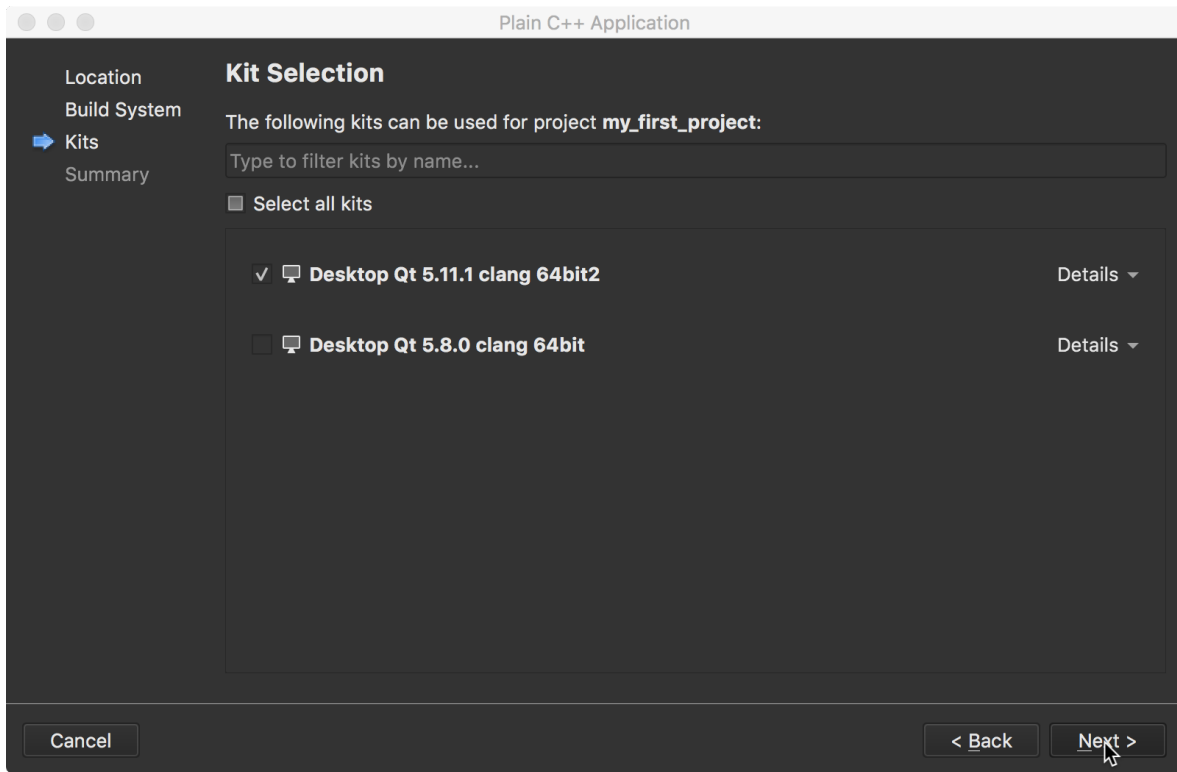 Plain C++ Application
Location
Build System
Kits
Summary
Kit Selection
The following kits can be used for project my_first_project:
Type to filter kits by name...
Select all kits
Desktop Qt 5.11.1 clang 64bit2
Details
Desktop Qt 5.8.0 clang 64bit
Details
Cancel
< Back
Next >